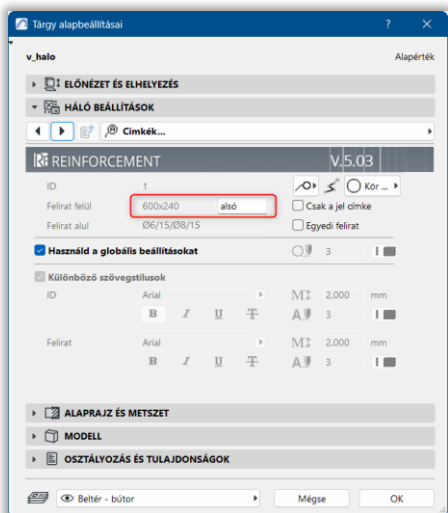 Tárgy alapbeállításai ? ×
v_halo Alapérték
ELŐNÉZET ÉS ELHELYEZÉS
HÁLÓ BEÁLLÍTÁSOK
Címkék...
REINFORCEMENT V.5.03
ID 1 Kör ...
Felirat felül 600x240 alsó Csak a jel címke
Felirat alul Ø6/15/Ø8/15 Egyedi felirat
Használd a globális beállításokat 3
Különböző szövegstílusok
ID Arial M 2,000 mm
B I U T A 3
Felirat Arial M 2,000 mm
B I U T A 3
ALAPRAJZ ÉS METSZET
MODELL
OSZTÁLYOZÁS ÉS TULAJDONSÁGOK
Beltér - bútor Mégse OK